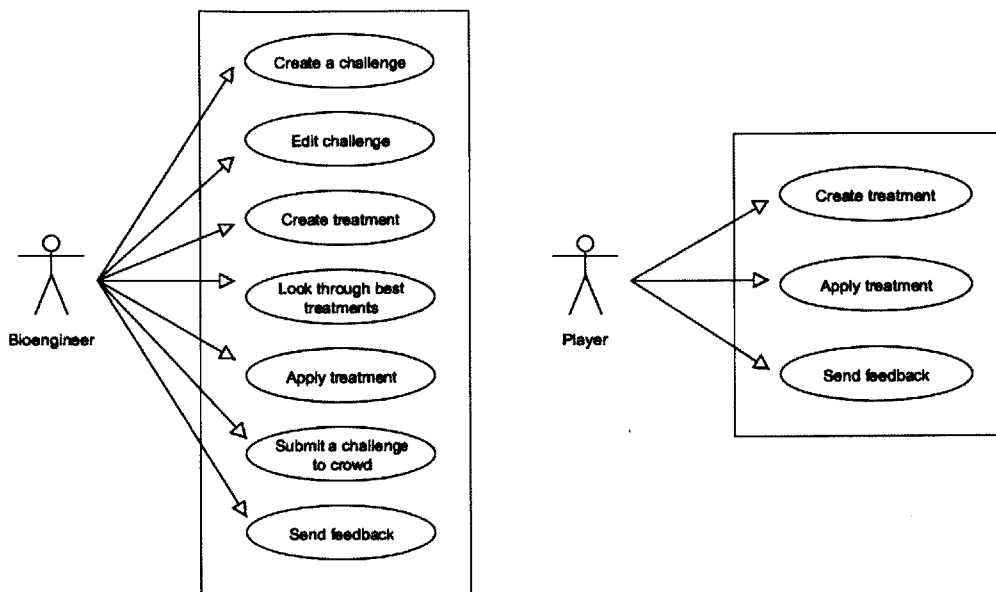 Create a challenge
Edit challenge
Create treatment
Look through best
treatments
Apply treatment
Submit a challenge
to crowd
Send feedback
Bioengineer
Create treatment
Apply treatment
Send feedback
Player